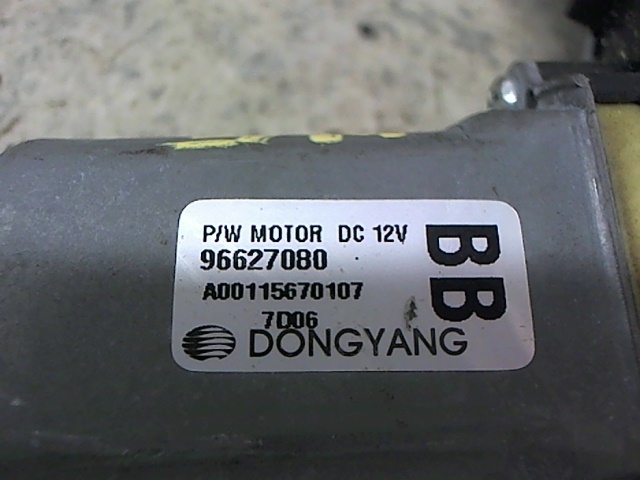 P/W MOTOR DC 12V
96627080
A00115670107
7D06
DONGYANG
BB